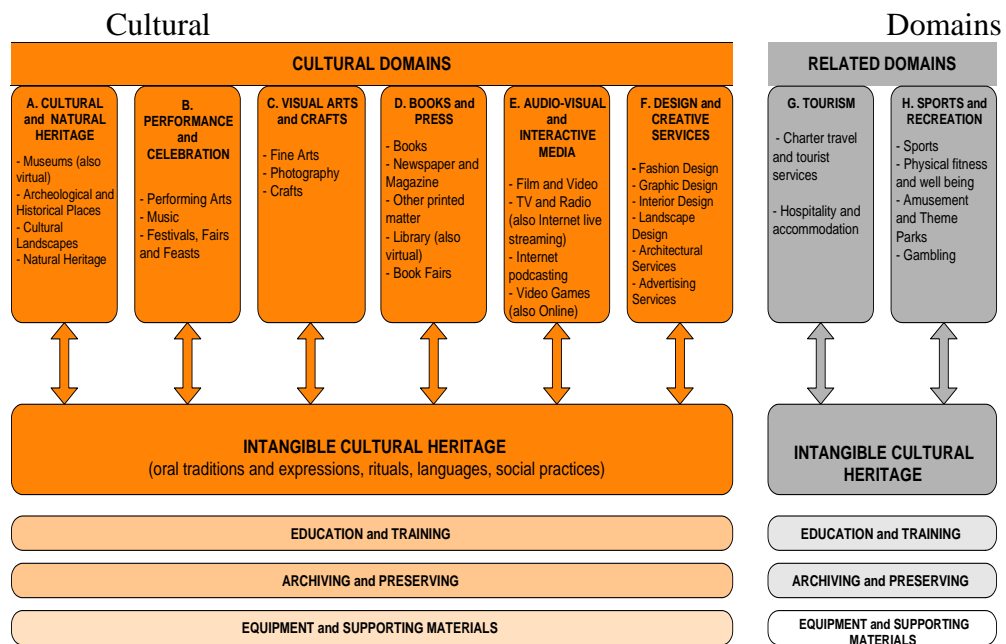 Cultural Domains
CULTURAL DOMAINS
A. CULTURAL
and NATURAL
HERITAGE
- Museums (also
virtual)
- Archeological and
Historical Places
- Cultural
Landscapes
- Natural Heritage
B.
PERFORMANCE
and
CELEBRATION
- Performing Arts
- Music
- Festivals, Fairs
and Feasts
C. VISUAL ARTS
and CRAFTS
- Fine Arts
- Photography
- Crafts
D. BOOKS and
PRESS
- Books
- Newspaper and
Magazine
- Other printed
matter
- Library (also
virtual)
- Book Fairs
E. AUDIO-VISUAL
and
INTERACTIVE
MEDIA
- Film and Video
- TV and Radio
(also Internet live
streaming)
- Internet
podcasting
- Video Games
(also Online)
F. DESIGN and
CREATIVE
SERVICES
- Fashion Design
- Graphic Design
- Interior Design
- Landscape
Design
- Architectural
Services
- Advertising
Services
INTANGIBLE CULTURAL HERITAGE
(oral traditions and expressions, rituals, languages, social practices)
EDUCATION and TRAINING
ARCHIVING and PRESERVING
EQUIPMENT and SUPPORTING MATERIALS
RELATED DOMAINS
G. TOURISM
- Charter travel
and tourist
services
- Hospitality and
accommodation
H. SPORTS and
RECREATION
- Sports
- Physical fitness
and well being
- Amusement
and Theme
Parks
- Gambling
INTANGIBLE CULTURAL
HERITAGE
EDUCATION and TRAINING
ARCHIVING and PRESERVING
EQUIPMENT and SUPPORTING
MATERIALS